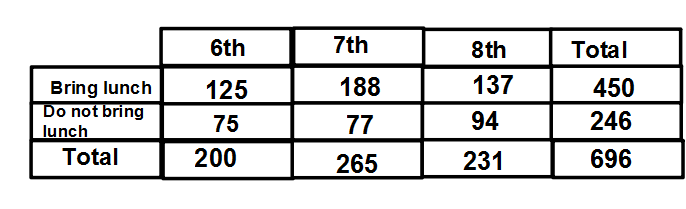 6th 7th 8th Total
Bring lunch 125 188 137 450
Do not bring
lunch 75 77 94 246
Total 200 265 231 696